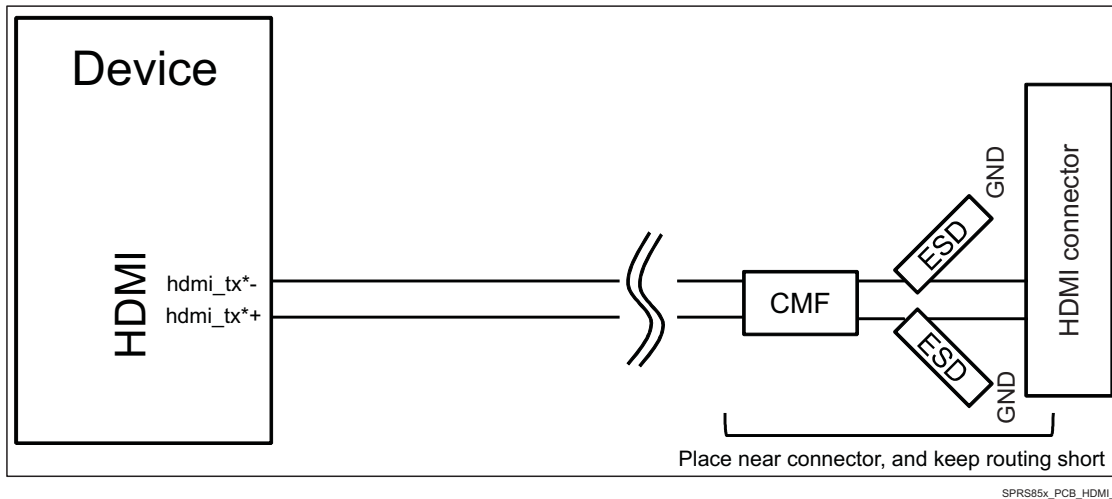 Device
HDMI
hdmi_tx*-
hdmi_tx*+
CMF
ESD
GND
ESD
GND
HDMI connector
Place near connector, and keep routing short
SPRS85x_PCB_HDMI_